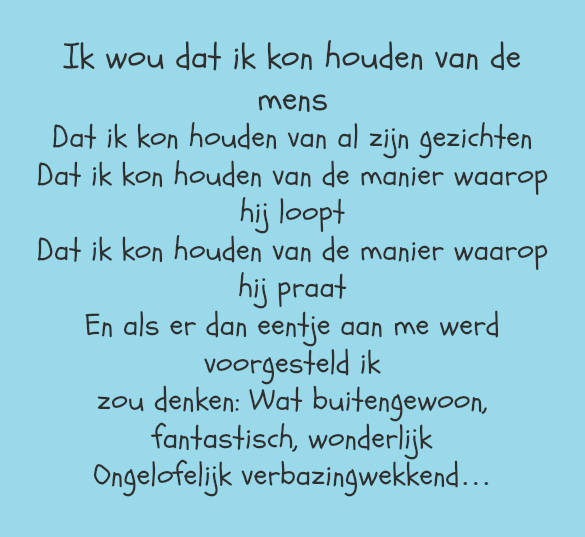 Ik wou dat ik kon houden van de
mens
Dat ik kon houden van al zijn gezichten
Dat ik kon houden van de manier waarop
hij loopt
Dat ik kon houden van de manier waarop
hij praat
En als er dan eentje aan me werd
voorgesteld ik
zou denken: Wat buitengewoon,
fantastisch, wonderlijk
Ongelofelijk verbazingwekkend...